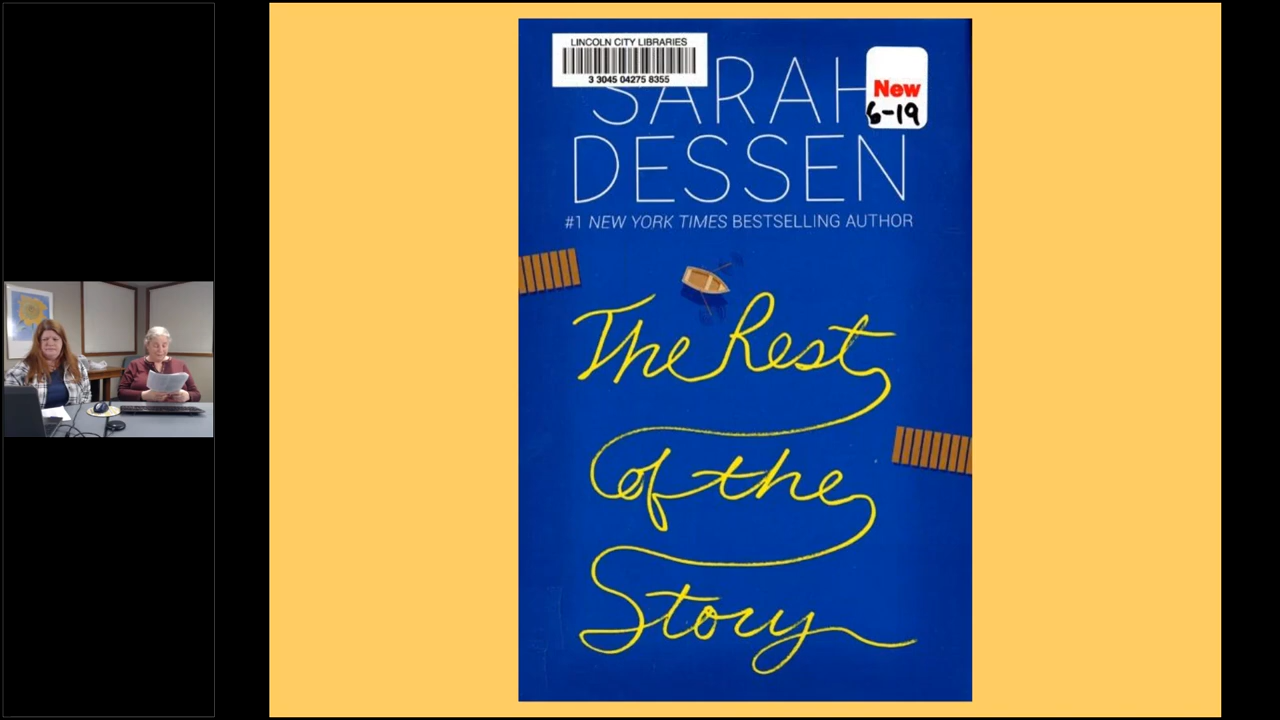 LINCOLN CITY LIBRARIES
3 3045 04275 8355
New
6-19
SARAH
DESSEN
#1 NEW YORK TIMES BESTSELLING AUTHOR
The Rest
of the
Story